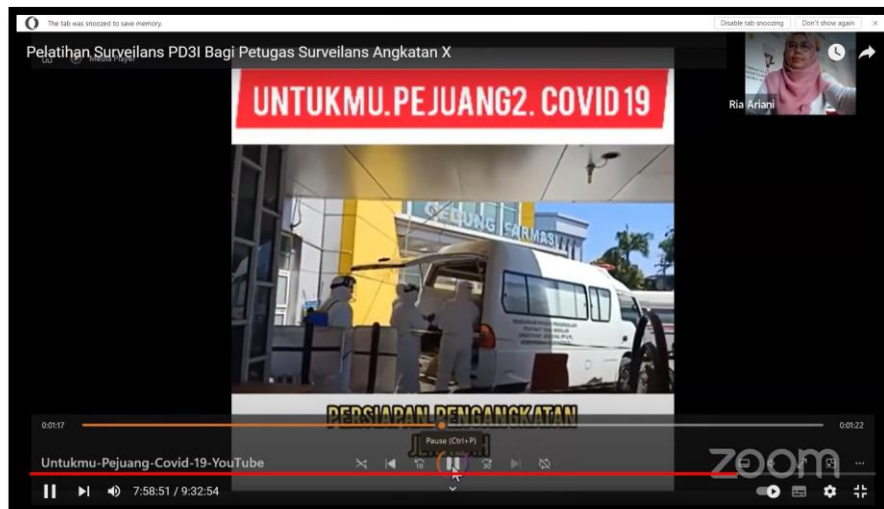 The tab was snoozed to save memory.
Disable tab snoozing
Don't show again
Pelatihan Surveilans PD3I Bagi Petugas Surveilans Angkatan X
Media Player
Ria Ariani
UNTUKMU.PEJUANG2. COVID 19
GEDUNG FARMASI
PERSIAPAN PENGANGKATAN
0:01:17
0:01:22
Pause (Ctrl+P)
Untukmu-Pejuang-Covid-19-YouTube
10
30
zoom
7:58:51 / 9:32:54